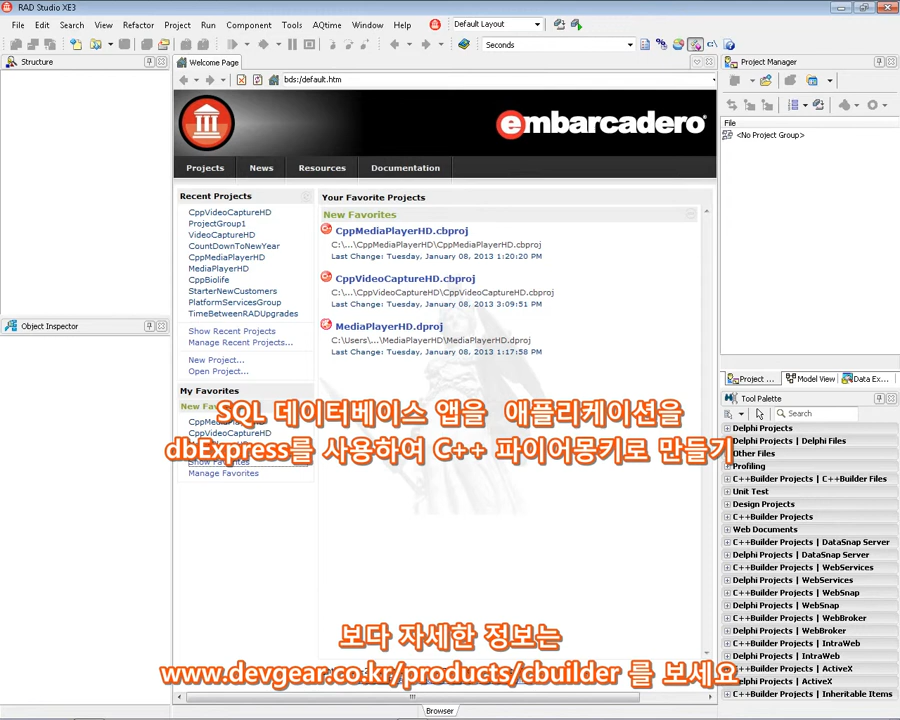 RAD Studio XE3
File Edit Search View Refactor Project Run Component Tools AQtime Window Help Default Layout
Seconds
Structure
Welcome Page
Project Manager
bds:/default.htm
embarcadero
File
<No Project Group>
Projects News Resources Documentation
Recent Projects
CppVideoCaptureHD
ProjectGroup1
VideoCaptureHD
CountDownToNewYear
CppMediaPlayerHD
MediaPlayerHD
CppBiolife
StarterNewCustomers
PlatformServicesGroup
TimeBetweenRADUpgrades
Show Recent Projects
Manage Recent Projects...
New Project...
Open Project...
My Favorites
Manage Favorites
Your Favorite Projects
New Favorites
CppMediaPlayerHD.cbproj
C:\...\CppMediaPlayerHD\CppMediaPlayerHD.cbproj
Last Change: Tuesday, January 08, 2013 1:20:20 PM
CppVideoCaptureHD.cbproj
C:\...\CppVideoCaptureHD\CppVideoCaptureHD.cbproj
Last Change: Tuesday, January 08, 2013 3:09:51 PM
MediaPlayerHD.dproj
C:\Users\...\MediaPlayerHD\MediaPlayerHD.dproj
Last Change: Tuesday, January 08, 2013 1:17:58 PM
SQL 데이터베이스 앱을 애플리케이션을
dbExpress를 사용하여 C++ 파이어몽키로 만들기
보다 자세한 정보는
www.devgear.co.kr/products/cbuilder 를 보세요
Browser
Object Inspector
Project ... Model View Data Ex...
Tool Palette
Search
Delphi Projects
Delphi Projects | Delphi Files
Other Files
Profiling
C++Builder Projects | C++Builder Files
Unit Test
Design Projects
C++Builder Projects
Web Documents
C++Builder Projects | DataSnap Server
Delphi Projects | DataSnap Server
C++Builder Projects | WebServices
Delphi Projects | WebServices
C++Builder Projects | WebSnap
Delphi Projects | WebSnap
C++Builder Projects | WebBroker
Delphi Projects | WebBroker
C++Builder Projects | IntraWeb
Delphi Projects | IntraWeb
C++Builder Projects | ActiveX
Delphi Projects | ActiveX
C++Builder Projects | Inheritable Items